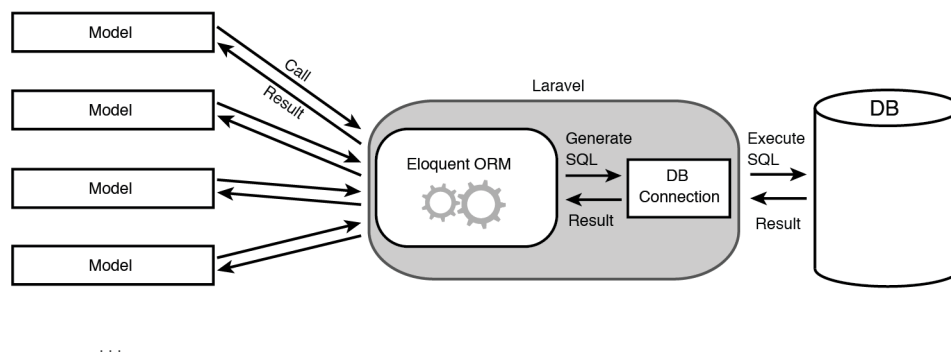 Model
Call
Result
Model
Model
Model
...
Laravel
Eloquent ORM
Generate
SQL
Result
DB
Connection
Execute
SQL
Result
DB